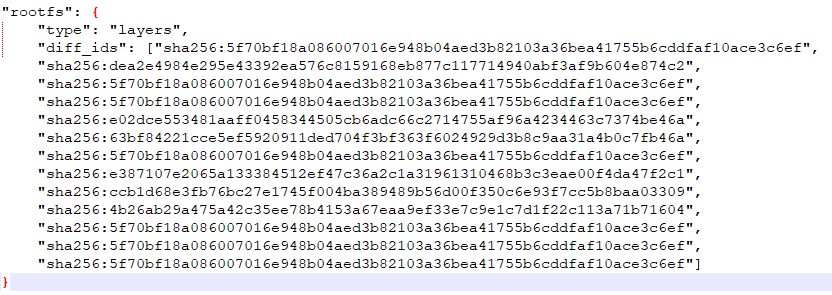 "rootfs": {
"type": "layers",
"diff_ids": ["sha256:5f70bf18a086007016e948b04aed3b82103a36bea41755b6cddfaf10ace3c6ef",
"sha256:dea2e4984e295e43392ea576c8159168eb877c117714940abf3af9b604e874c2",
"sha256:5f70bf18a086007016e948b04aed3b82103a36bea41755b6cddfaf10ace3c6ef",
"sha256:5f70bf18a086007016e948b04aed3b82103a36bea41755b6cddfaf10ace3c6ef",
"sha256:e02dce553481aaff0458344505cb6adc66c2714755af96a4234463c7374be46a",
"sha256:63bf84221cce5ef5920911ded704f3bf363f6024929d3b8c9aa31a4b0c7fb46a",
"sha256:5f70bf18a086007016e948b04aed3b82103a36bea41755b6cddfaf10ace3c6ef",
"sha256:e387107e2065a133384512ef47c36a2c1a31961310468b3c3eae00f4da47f2c1",
"sha256:ccb1d68e3fb76bc27e1745f004ba389489b56d00f350c6e93f7cc5b8baa03309",
"sha256:4b26ab29a475a42c35ee78b4153a67eaa9ef33e7c9e1c7d1f22c113a71b71604",
"sha256:5f70bf18a086007016e948b04aed3b82103a36bea41755b6cddfaf10ace3c6ef",
"sha256:5f70bf18a086007016e948b04aed3b82103a36bea41755b6cddfaf10ace3c6ef",
"sha256:5f70bf18a086007016e948b04aed3b82103a36bea41755b6cddfaf10ace3c6ef"]
}